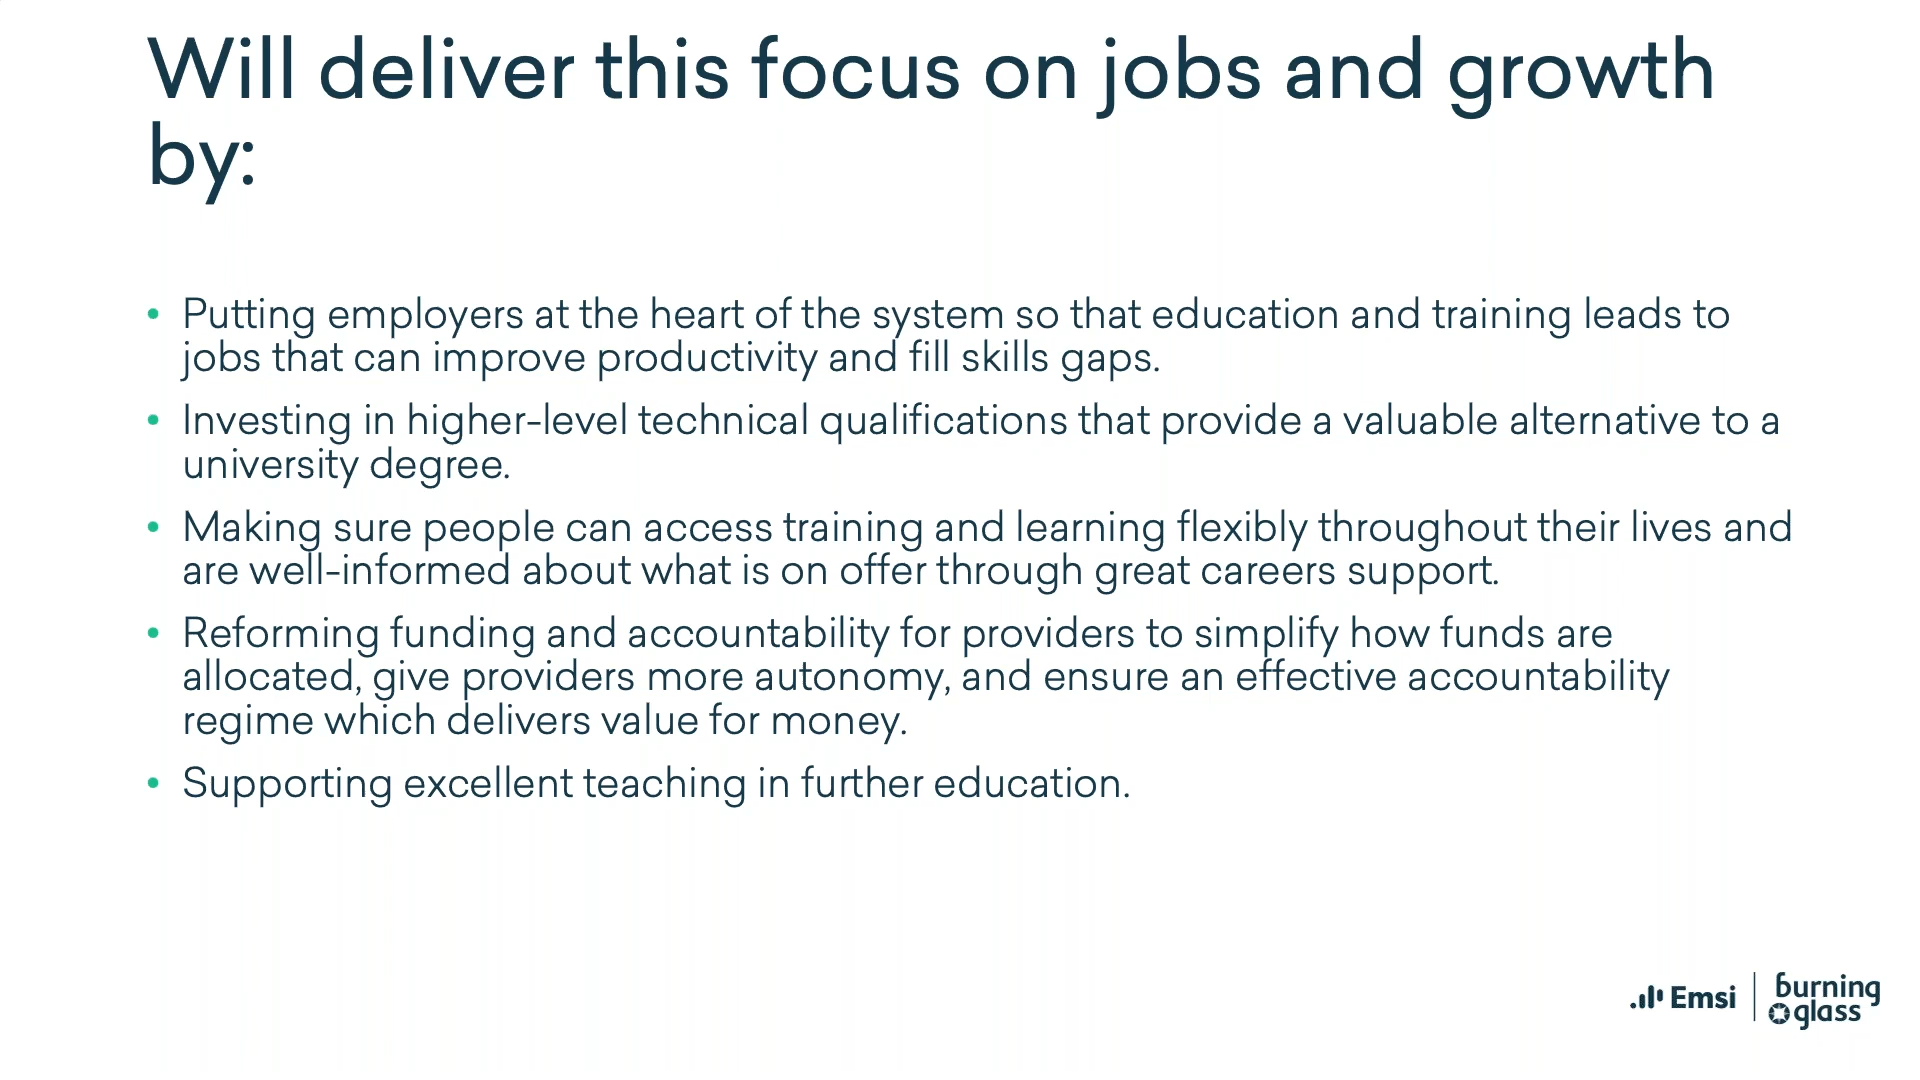 Will deliver this focus on jobs and growth
by:
• Putting employers at the heart of the system so that education and training leads to
jobs that can improve productivity and fill skills gaps.
• Investing in higher-level technical qualifications that provide a valuable alternative to a
university degree.
• Making sure people can access training and learning flexibly throughout their lives and
are well-informed about what is on offer through great careers support.
• Reforming funding and accountability for providers to simplify how funds are
allocated, give providers more autonomy, and ensure an effective accountability
regime which delivers value for money.
• Supporting excellent teaching in further education.
Emsi
burning
glass